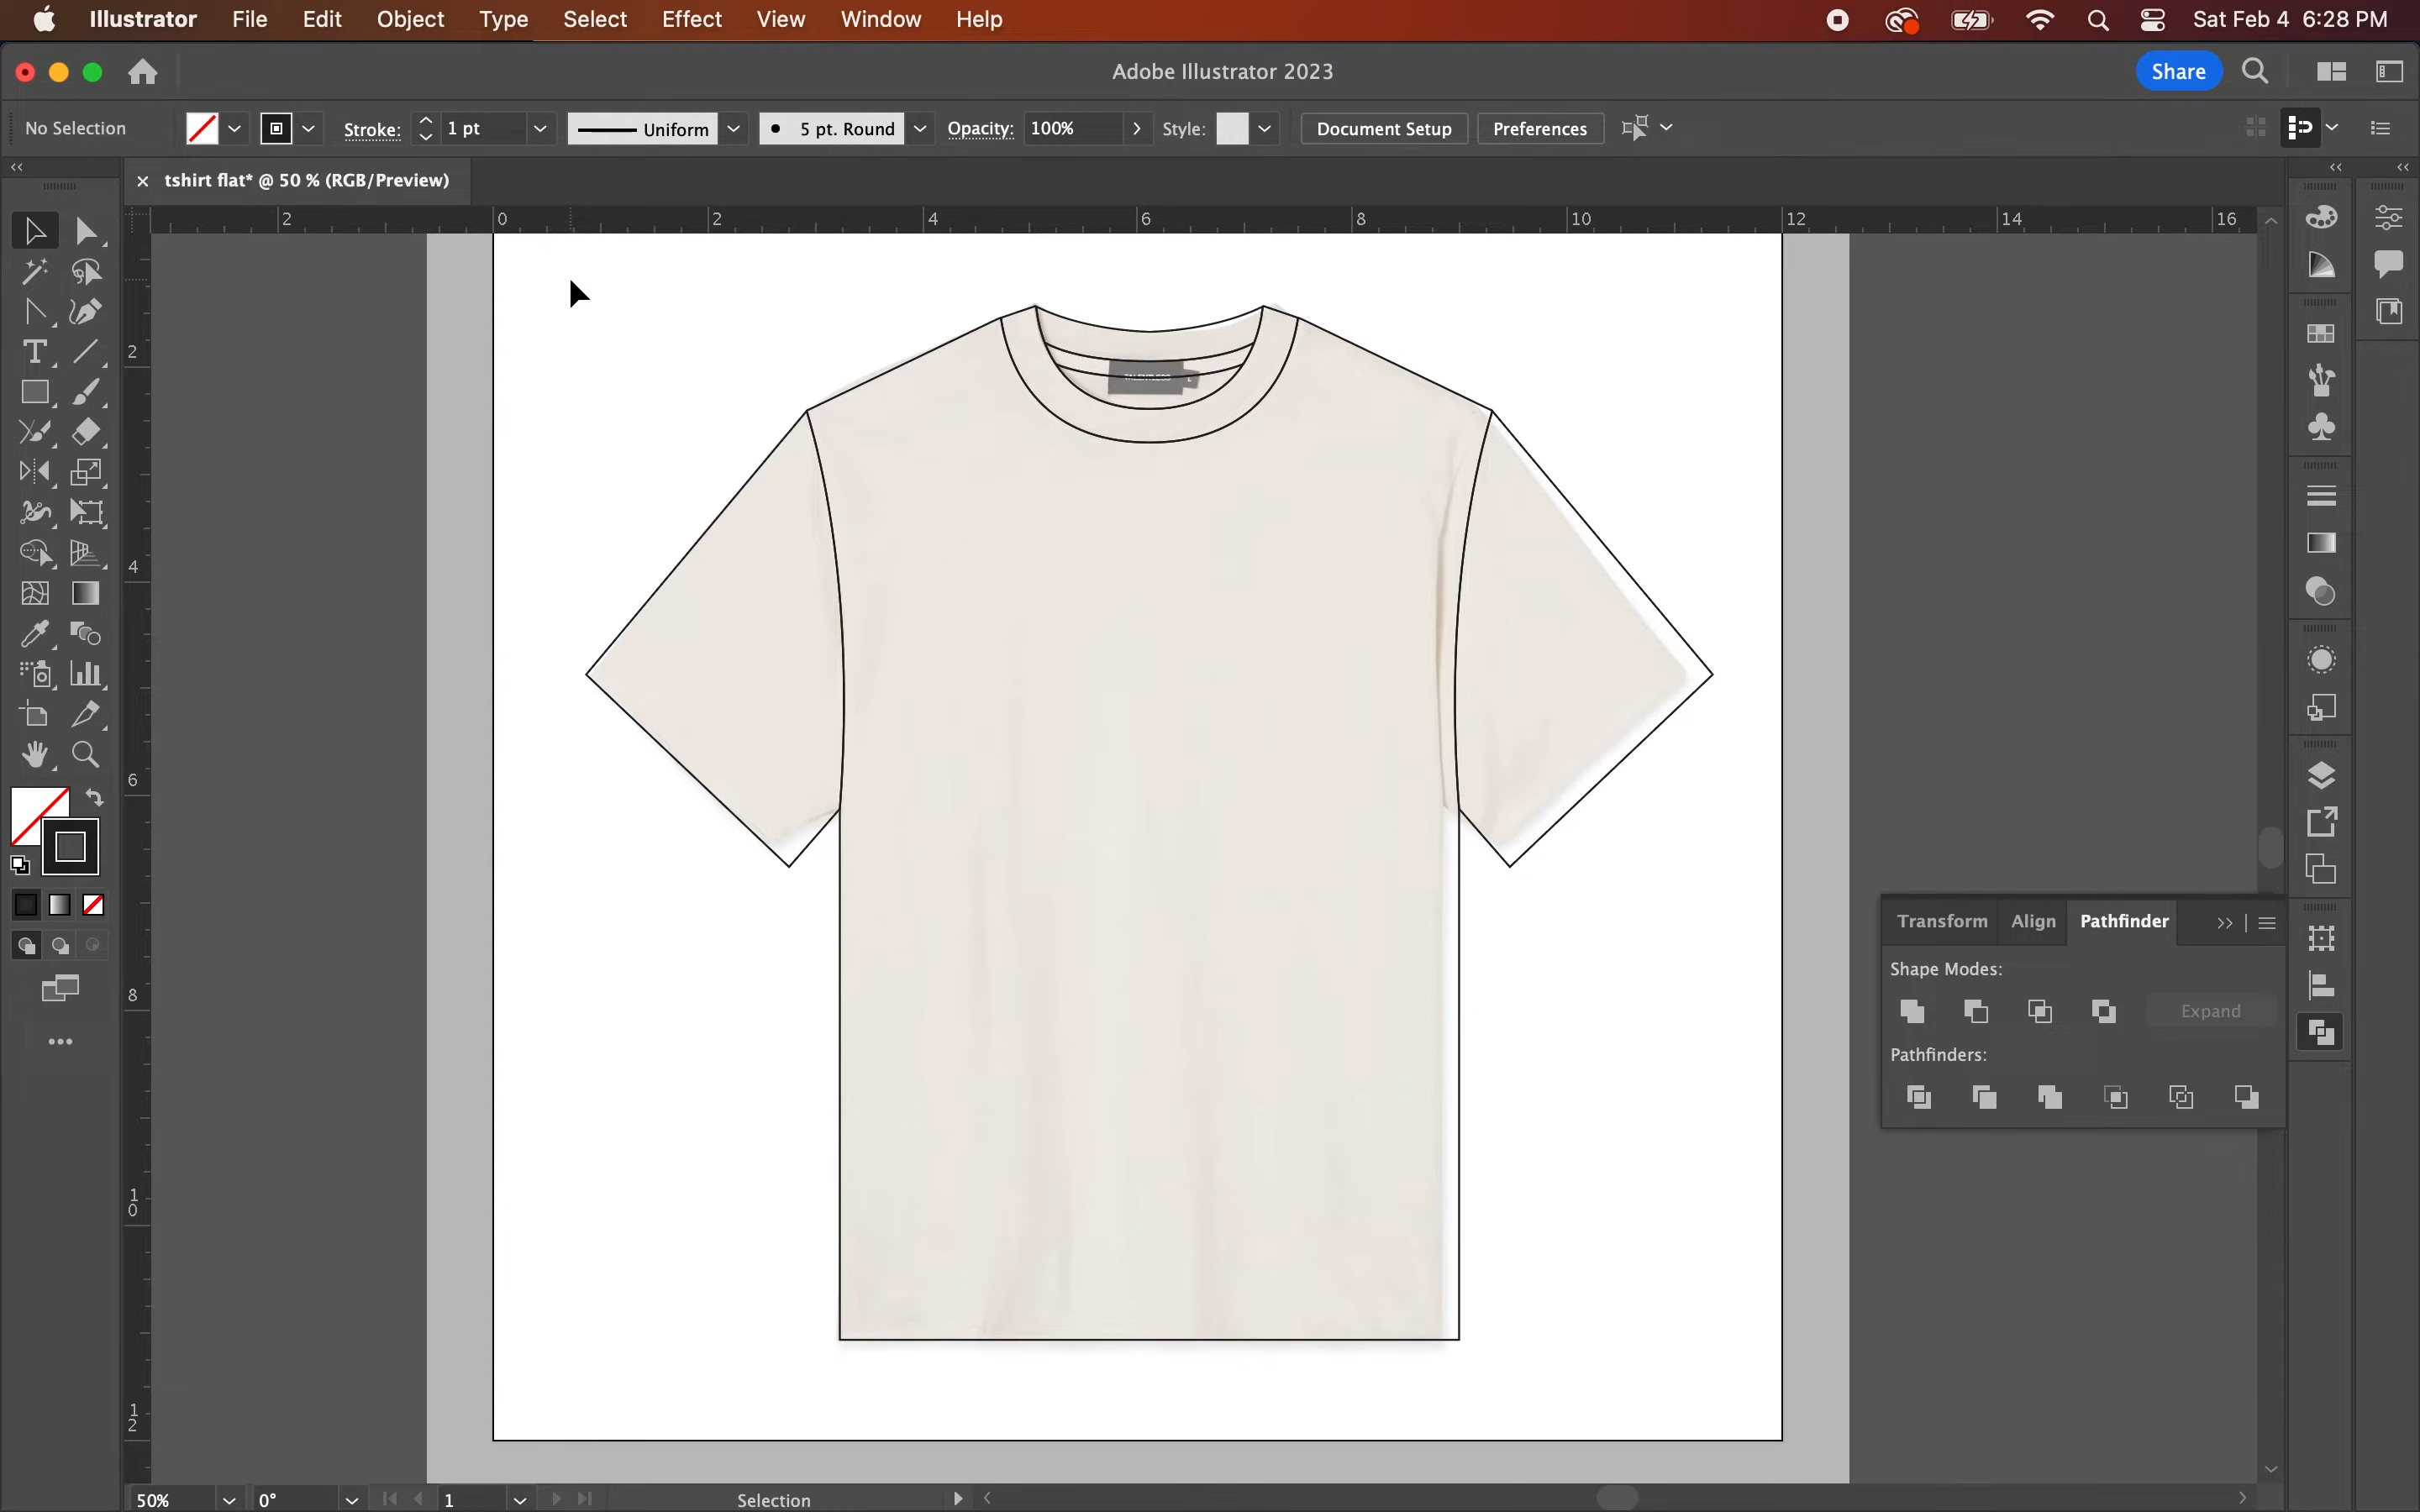 Illustrator File Edit Object Type Select Effect View Window Help Sat Feb 4 6:28 PM
Adobe Illustrator 2023 Share
No Selection Stroke: 1 pt Uniform 5 pt. Round Opacity: 100% Style: Document Setup Preferences
tshirt flat* @ 50 % (RGB/Preview)
2 0 2 4 6 8 10 12 14 16
2
TALENTLESS L
4
6
Transform Align Pathfinder
Shape Modes:
8
Expand
Pathfinders:
10
12
50% 0° 1 Selection